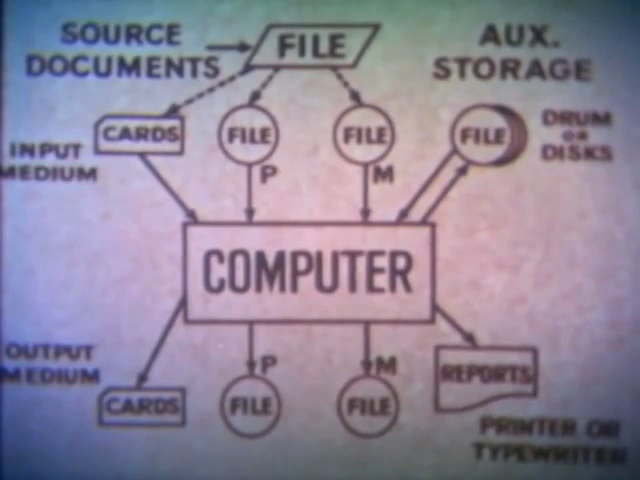 SOURCE
DOCUMENTS
FILE
AUX.
STORAGE
CARDS
FILE
FILE
FILE
DRUM
OR
DISKS
INPUT
MEDIUM
P
M
COMPUTER
OUTPUT
MEDIUM
P
M
CARDS
FILE
FILE
REPORTS
PRINTER OR
TYPEWRITER